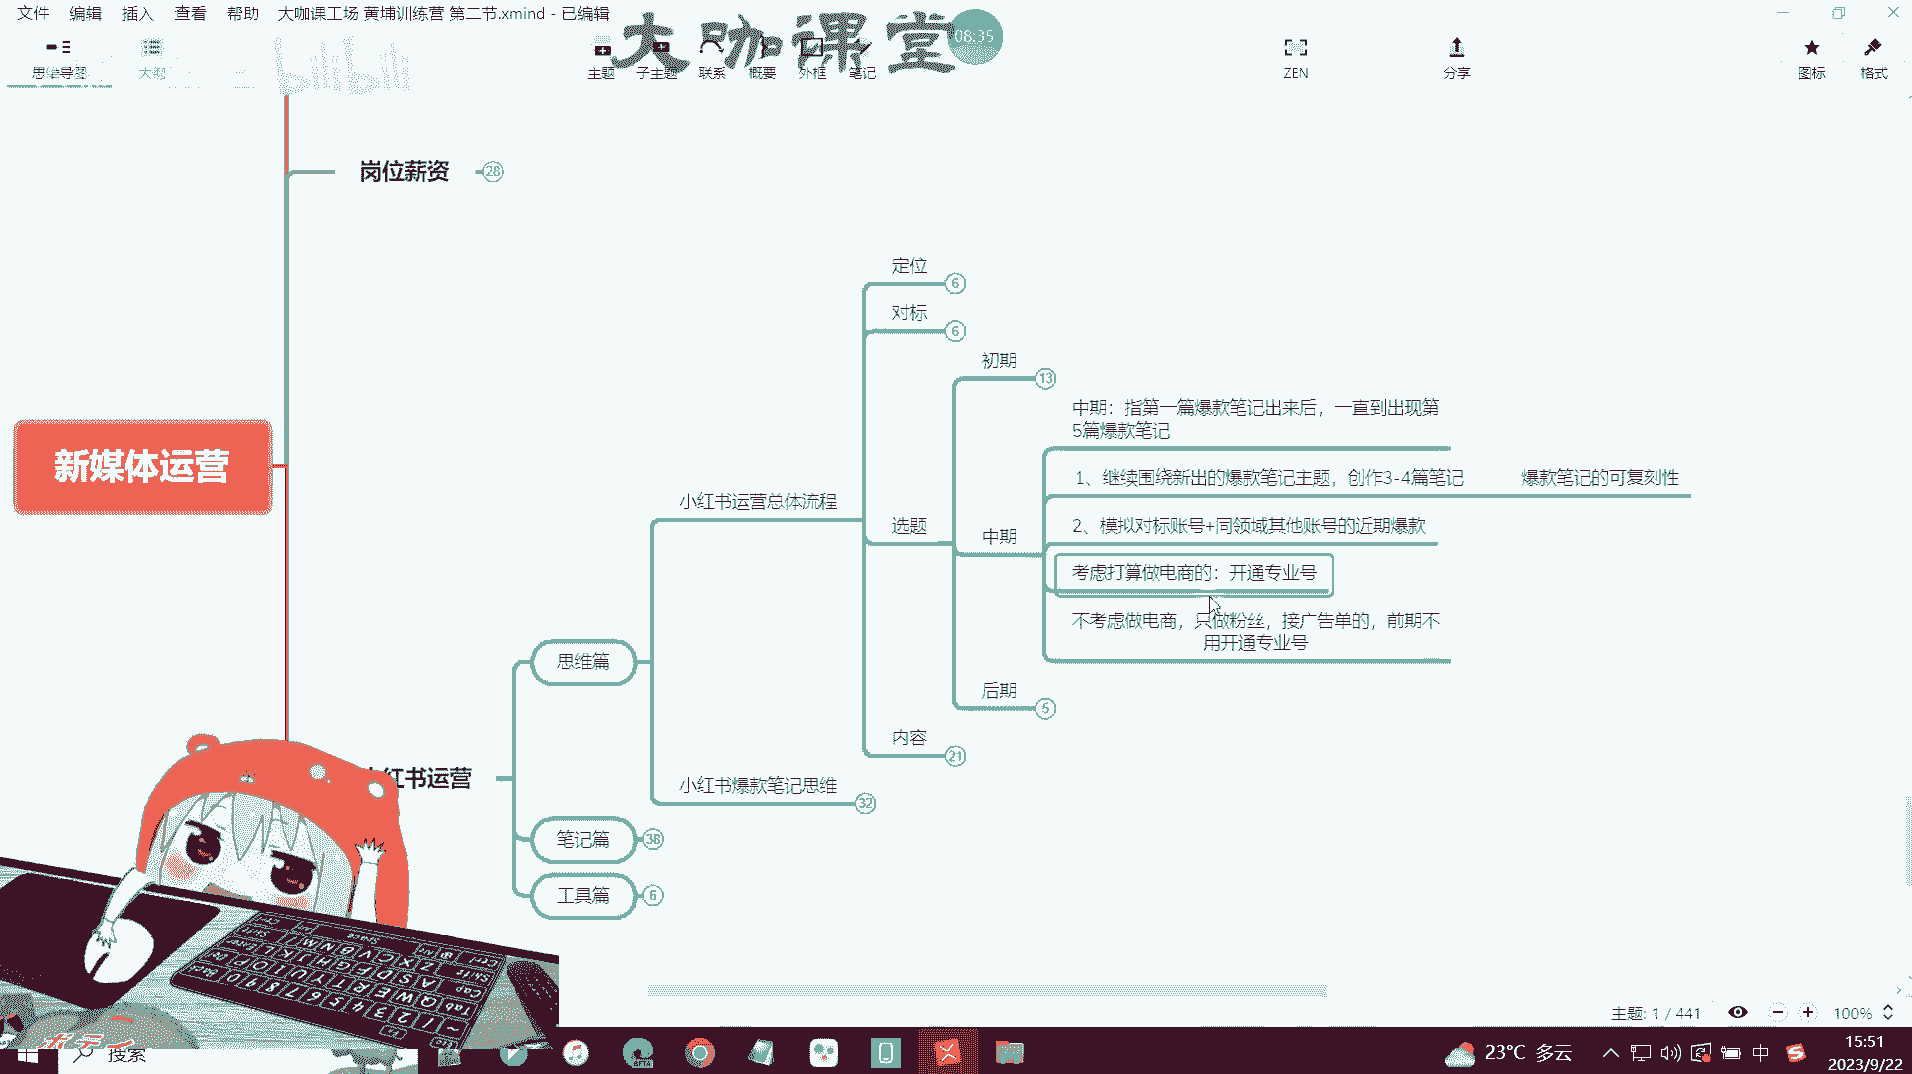 文件 编辑 插入 查看 帮助 大咖课工场 黄埔训练营 第二节.xmind - 已编辑
大咖课堂
08:35
bilibili
思维导图 大纲 主题 子主题 联系 概要 外框 笔记 ZEN 分享 图标 格式
岗位薪资 28
定位 6
对标 6
初期 13
中期：指第一篇爆款笔记出来后，一直到出现第
5篇爆款笔记
1、继续围绕新出的爆款笔记主题，创作3-4篇笔记 爆款笔记的可复刻性
新媒体运营
小红书运营总体流程
选题
中期
2、模拟对标账号+同领域其他账号的近期爆款
考虑打算做电商的：开通专业号
不考虑做电商，只做粉丝，接广告单的，前期不
用开通专业号
思维篇
后期 5
内容 21
红书运营
小红书爆款笔记思维 32
笔记篇 38
工具篇 6
主题: 1 / 441 100%
搜索
BETA
23°C 多云
中
15:51
2023/9/22